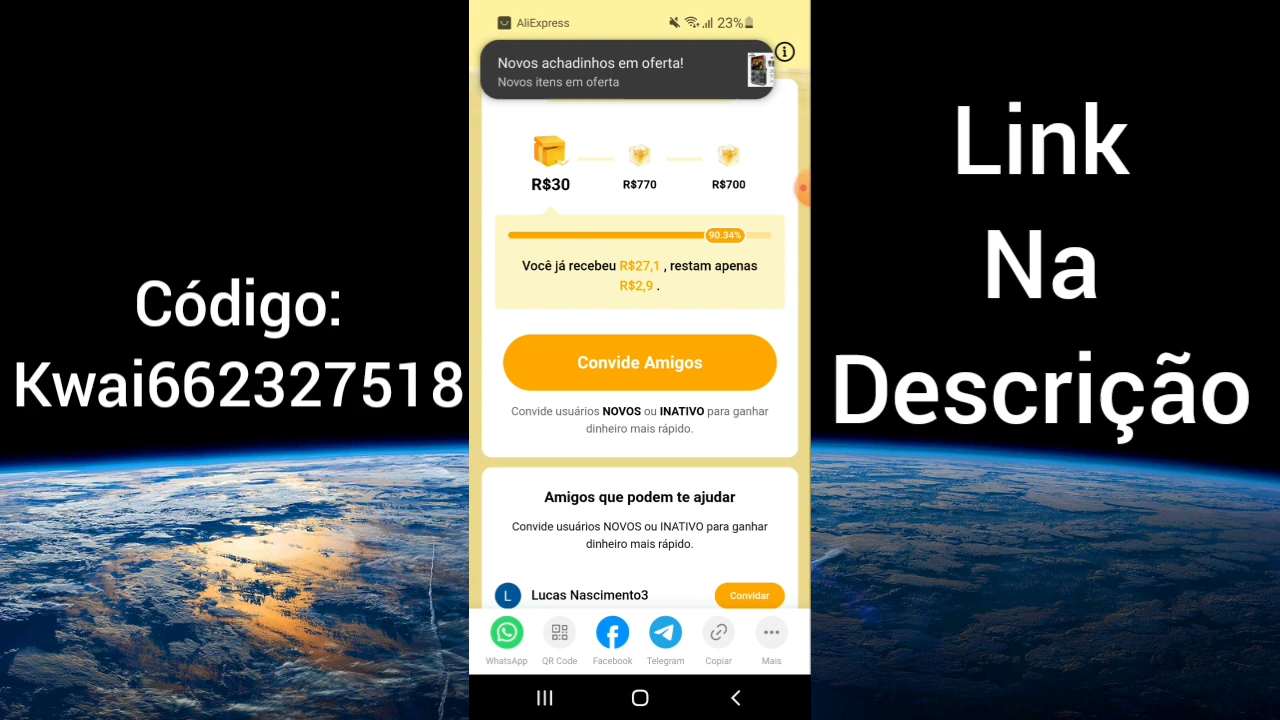 Código:
Kwai662327518
AliExpress
23%
Novos achadinhos em oferta!
Novos itens em oferta
R$30
R$770
R$700
90.34%
Você já recebeu R$27,1 , restam apenas
R$2,9 .
Convide Amigos
Convide usuários NOVOS ou INATIVO para ganhar
dinheiro mais rápido.
Amigos que podem te ajudar
Convide usuários NOVOS ou INATIVO para ganhar
dinheiro mais rápido.
L
Lucas Nascimento3
Convidar
WhatsApp
QR Code
Facebook
Telegram
Copiar
Mais
Link
Na
Descrição